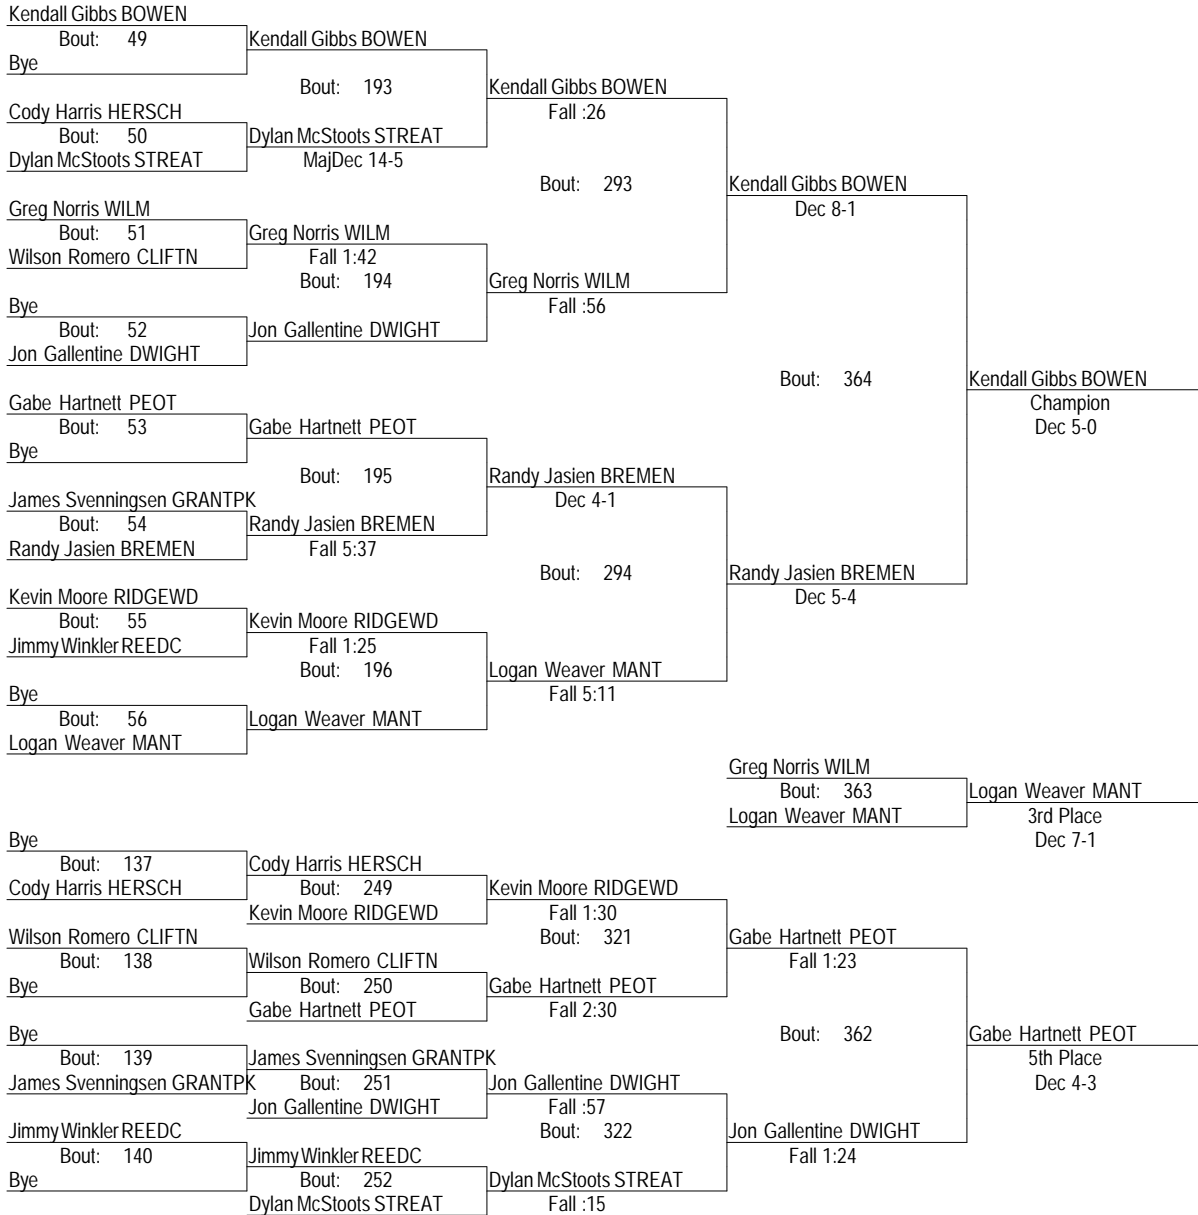 Kendall Gibbs BOWEN
Bout: 49
Bye
Kendall Gibbs BOWEN
Bout: 193
Cody Harris HERSCH
Bout: 50
Dylan McStoots STREAT
Dylan McStoots STREAT
MajDec 14-5
Kendall Gibbs BOWEN
Fall :26
Bout: 293
Greg Norris WILM
Bout: 51
Wilson Romero CLIFTN
Greg Norris WILM
Fall 1:42
Bout: 194
Bye
Bout: 52
Jon Gallentine DWIGHT
Jon Gallentine DWIGHT
Greg Norris WILM
Fall :56
Kendall Gibbs BOWEN
Dec 8-1
Bout: 364
Gabe Hartnett PEOT
Bout: 53
Bye
Gabe Hartnett PEOT
Bout: 195
James Svenningsen GRANTPK
Bout: 54
Randy Jasien BREMEN
Randy Jasien BREMEN
Fall 5:37
Randy Jasien BREMEN
Dec 4-1
Bout: 294
Kevin Moore RIDGEWD
Bout: 55
Jimmy Winkler REEDC
Kevin Moore RIDGEWD
Fall 1:25
Bout: 196
Bye
Bout: 56
Logan Weaver MANT
Logan Weaver MANT
Logan Weaver MANT
Fall 5:11
Randy Jasien BREMEN
Dec 5-4
Kendall Gibbs BOWEN
Champion
Dec 5-0
Greg Norris WILM
Bout: 363
Logan Weaver MANT
Logan Weaver MANT
3rd Place
Dec 7-1
Bye
Bout: 137
Cody Harris HERSCH
Cody Harris HERSCH
Bout: 249
Kevin Moore RIDGEWD
Kevin Moore RIDGEWD
Fall 1:30
Bout: 321
Wilson Romero CLIFTN
Bout: 138
Bye
Wilson Romero CLIFTN
Bout: 250
Gabe Hartnett PEOT
Gabe Hartnett PEOT
Fall 2:30
Gabe Hartnett PEOT
Fall 1:23
Bout: 362
Bye
Bout: 139
James Svenningsen GRANTPK
James Svenningsen GRANTPK
Bout: 251
Jon Gallentine DWIGHT
Jon Gallentine DWIGHT
Fall :57
Bout: 322
Jimmy Winkler REEDC
Bout: 140
Bye
Jimmy Winkler REEDC
Bout: 252
Dylan McStoots STREAT
Dylan McStoots STREAT
Fall :15
Jon Gallentine DWIGHT
Fall 1:24
Gabe Hartnett PEOT
5th Place
Dec 4-3